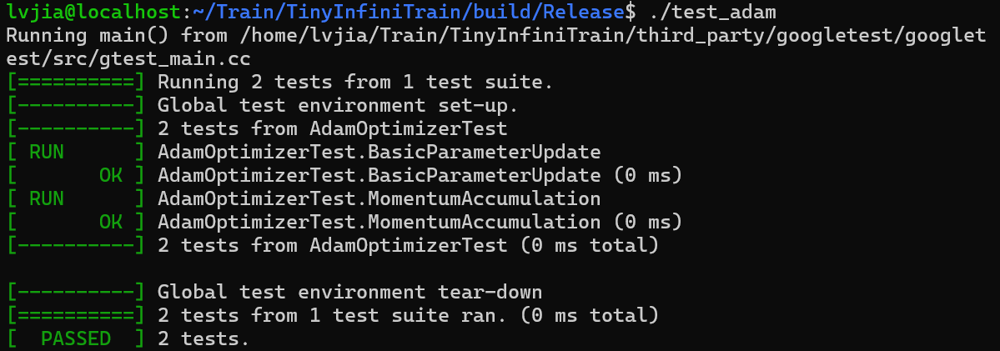 lvjia@localhost:~/Train/TinyInfiniTrain/build/Release$ ./test_adam
Running main() from /home/lvjia/Train/TinyInfiniTrain/third_party/googletest/googlet
est/src/gtest_main.cc
[==========] Running 2 tests from 1 test suite.
[----------] Global test environment set-up.
[----------] 2 tests from AdamOptimizerTest
[ RUN      ] AdamOptimizerTest.BasicParameterUpdate
[       OK ] AdamOptimizerTest.BasicParameterUpdate (0 ms)
[ RUN      ] AdamOptimizerTest.MomentumAccumulation
[       OK ] AdamOptimizerTest.MomentumAccumulation (0 ms)
[----------] 2 tests from AdamOptimizerTest (0 ms total)

[----------] Global test environment tear-down
[==========] 2 tests from 1 test suite ran. (0 ms total)
[  PASSED  ] 2 tests.